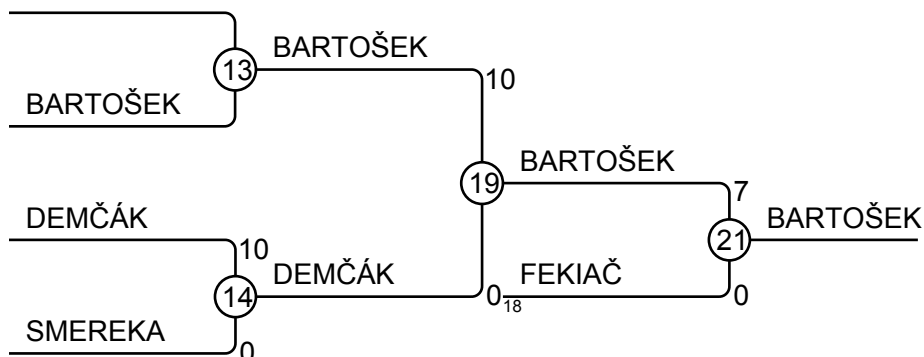 13
BARTOŠEK
10
BARTOŠEK
19
BARTOŠEK
7
DEMČÁK
10
21
BARTOŠEK
14
DEMČÁK
0
18
FEKIAČ
0
SMEREKA
0